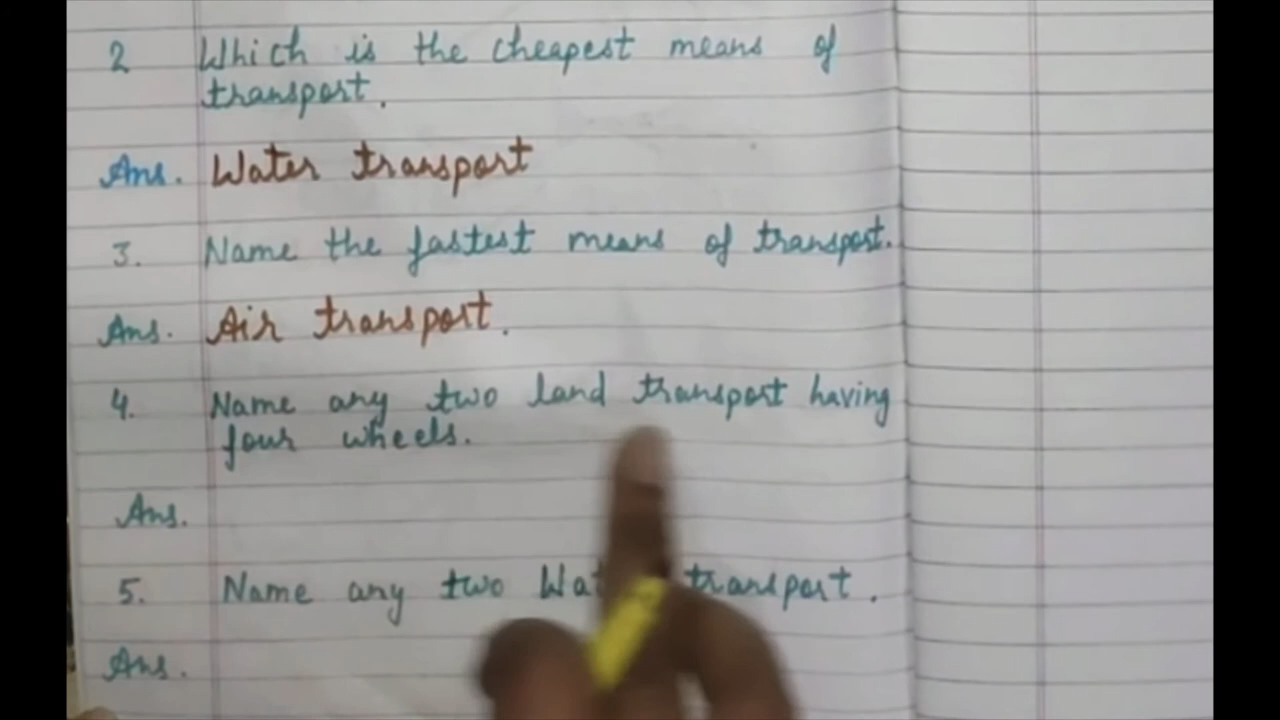 2 Which is the cheapest means of
transport.
Ans. Water transport
3. Name the fastest means of transport.
Ans. Air transport.
4. Name any two land transport having
four wheels.
Ans.
5. Name any two Wat transport.
Ans.